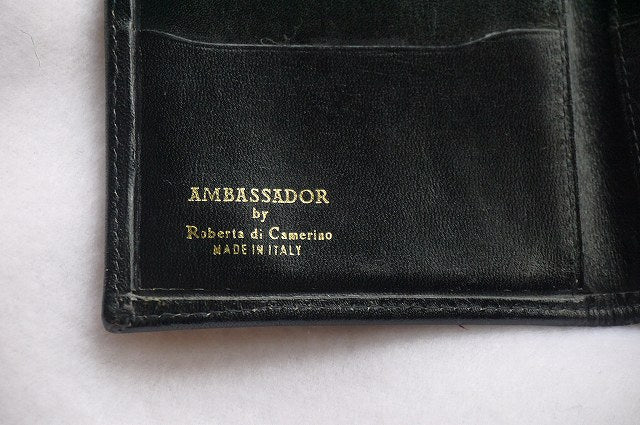 AMBASSADOR
by
Roberta di Camerino
MADE IN ITALY